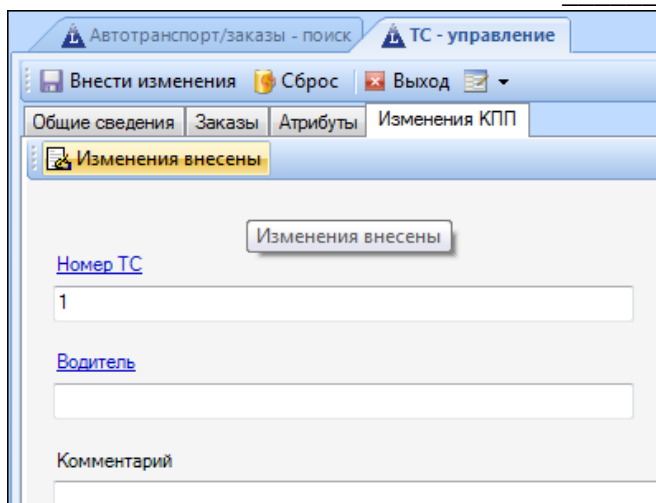 Автотранспорт/заказы - поиск ТС - управление
Внести изменения Сброс Выход
Общие сведения Заказы Атрибуты Изменения КПП
Изменения внесены
Изменения внесены
Номер ТС
1
Водитель
Комментарий